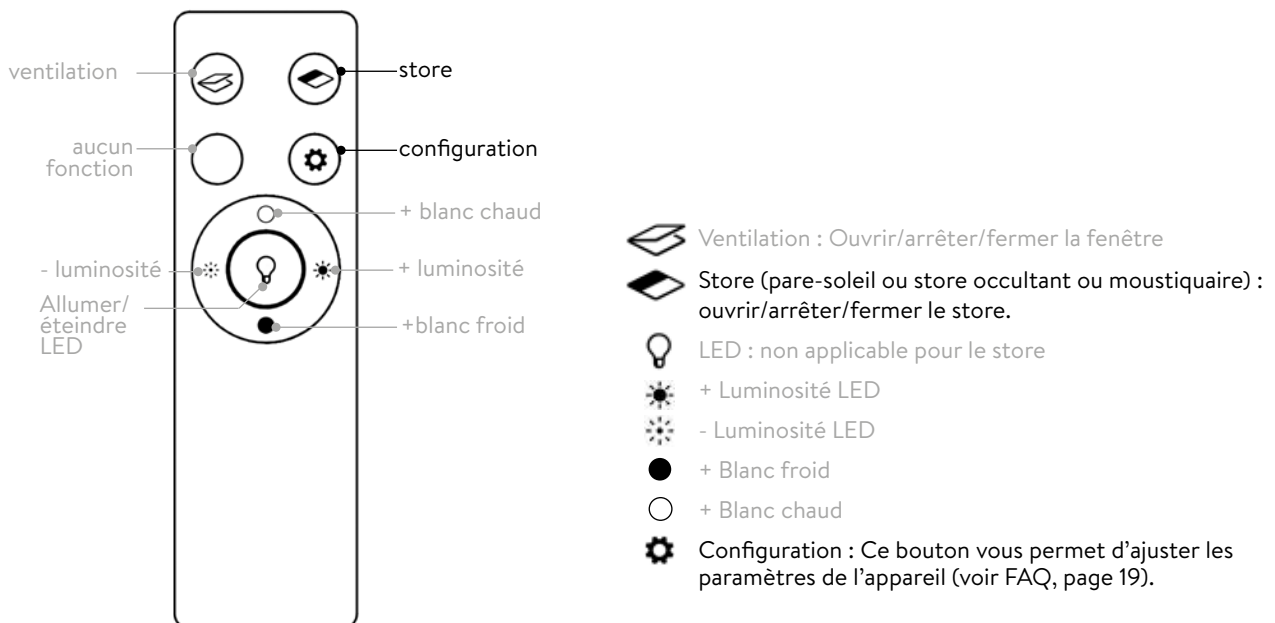 ventilation
store
aucun
fonction
configuration
+ blanc chaud
- luminosité
+ luminosité
Allumer/
éteindre
LED
+blanc froid
Ventilation : Ouvrir/arrêter/fermer la fenêtre
Store (pare-soleil ou store occultant ou moustiquaire) :
ouvrir/arrêter/fermer le store.
LED : non applicable pour le store
+ Luminosité LED
- Luminosité LED
+ Blanc froid
+ Blanc chaud
Configuration : Ce bouton vous permet d'ajuster les
paramètres de l'appareil (voir FAQ, page 19).